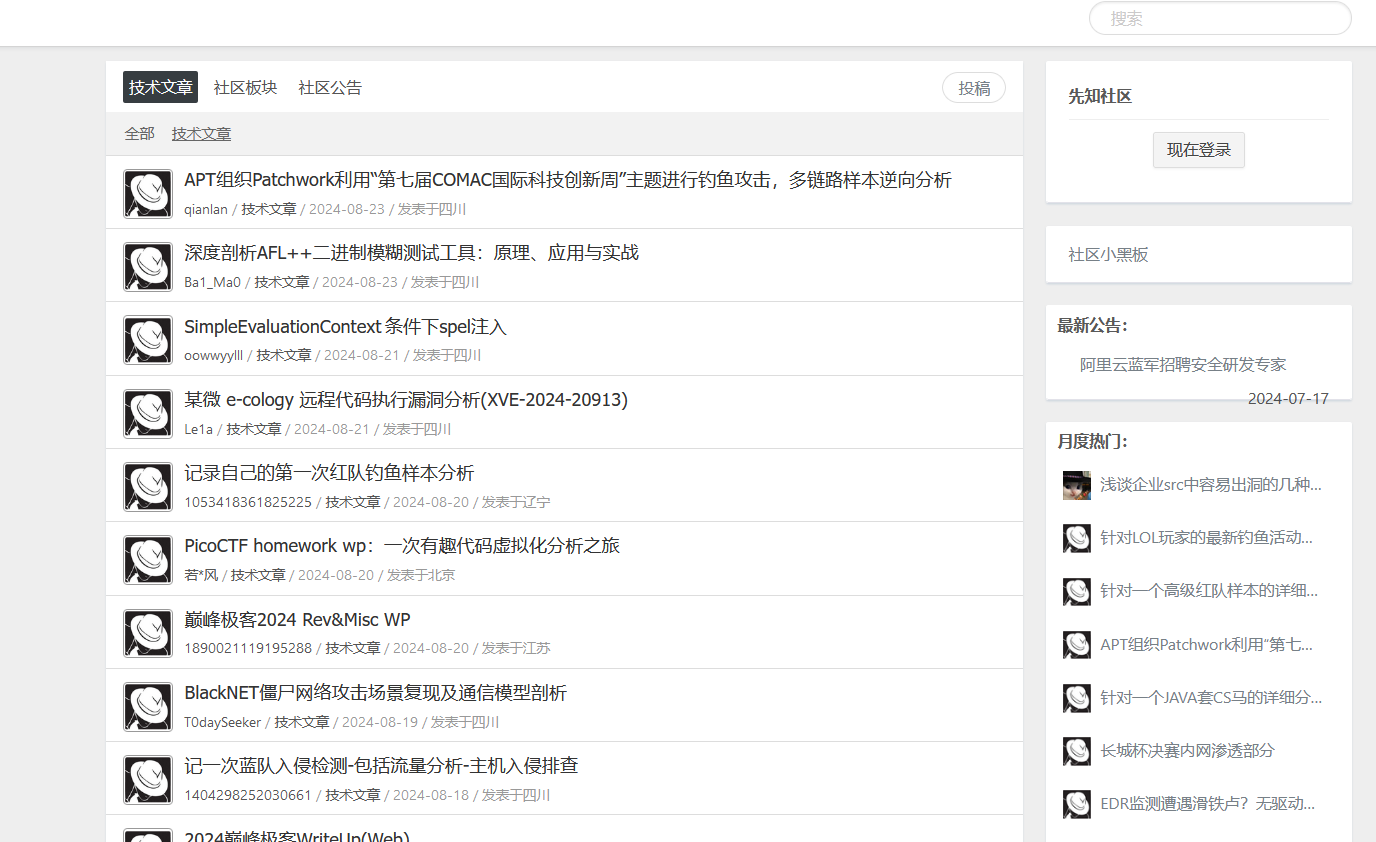 搜索
技术文章 社区板块 社区公告 投稿
全部 技术文章
APT组织Patchwork利用“第七届COMAC国际科技创新周”主题进行钓鱼攻击，多链路样本逆向分析
qianlan / 技术文章 / 2024-08-23 / 发表于四川
深度剖析AFL++二进制模糊测试工具：原理、应用与实战
Ba1_Ma0 / 技术文章 / 2024-08-23 / 发表于四川
SimpleEvaluationContext 条件下spel注入
oowwyylll / 技术文章 / 2024-08-21 / 发表于四川
某微 e-cology 远程代码执行漏洞分析(XVE-2024-20913)
Le1a / 技术文章 / 2024-08-21 / 发表于四川
记录自己的第一次红队钓鱼样本分析
1053418361825225 / 技术文章 / 2024-08-20 / 发表于辽宁
PicoCTF homework wp：一次有趣代码虚拟化分析之旅
若*风 / 技术文章 / 2024-08-20 / 发表于北京
巅峰极客2024 Rev&Misc WP
1890021119195288 / 技术文章 / 2024-08-20 / 发表于江苏
BlackNET僵尸网络攻击场景复现及通信模型剖析
T0daySeeker / 技术文章 / 2024-08-19 / 发表于四川
记一次蓝队入侵检测-包括流量分析-主机入侵排查
1404298252030661 / 技术文章 / 2024-08-18 / 发表于四川
2024巅峰极客WriteUp(Web)
先知社区
现在登录
社区小黑板
最新公告：
阿里云蓝军招聘安全研发专家
2024-07-17
月度热门：
浅谈企业src中容易出洞的几种...
针对LOL玩家的最新钓鱼活动...
针对一个高级红队样本的详细...
APT组织Patchwork利用“第七...
针对一个JAVA套CS马的详细分...
长城杯决赛内网渗透部分
EDR监测遭遇滑铁卢？无驱动...